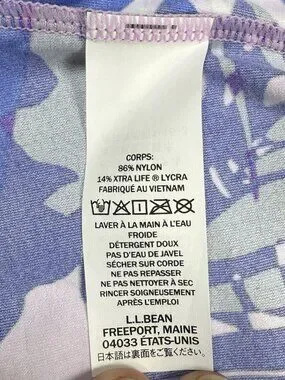 CORPS:
86% NYLON
14% XTRA LIFE ® LYCRA
FABRIQUÉ AU VIETNAM
LAVER À LA MAIN À L'EAU
FROIDE
DÉTERGENT DOUX
PAS D'EAU DE JAVEL
SÉCHER SUR CORDE
NE PAS REPASSER
NE PAS NETTOYER À SEC
RINCER SOIGNEUSEMENT
APRÈS L'EMPLOI
L.L.BEAN
FREEPORT, MAINE
04033 ÉTATS-UNIS
日本語は裏面をご覧ください。